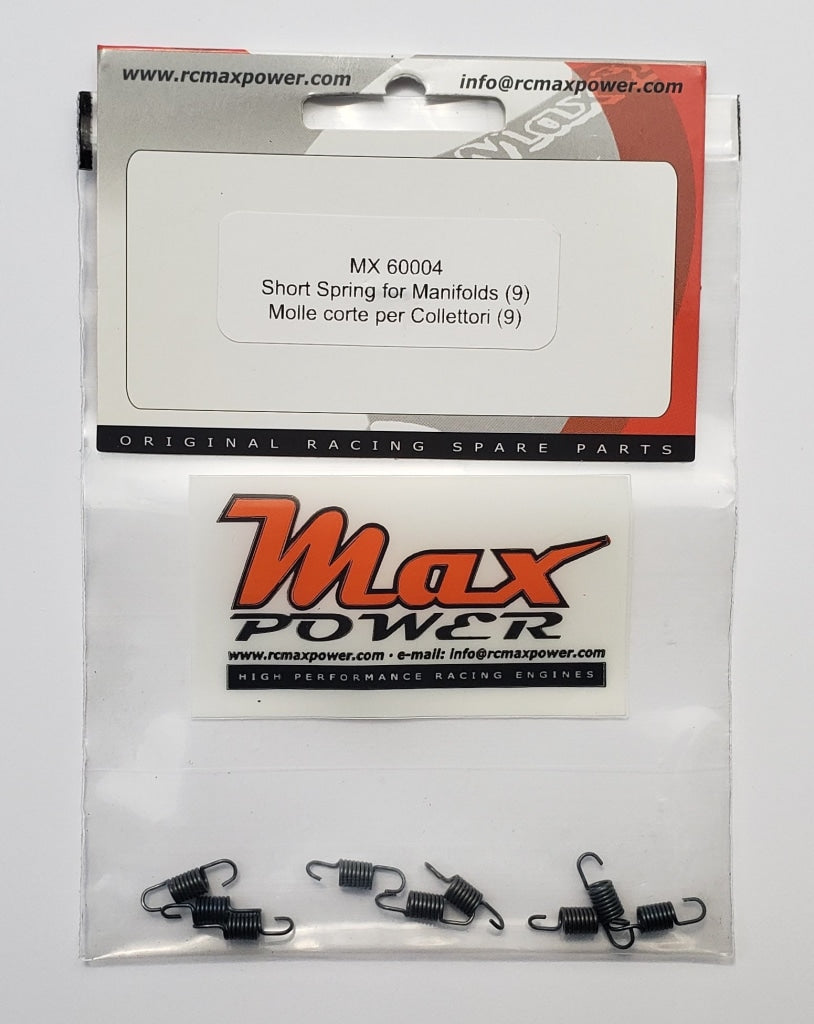 www.rcmaxpower.com
info@rcmaxpower.com
MX 60004
Short Spring for Manifolds (9)
Molle corte per Collettori (9)
ORIGINAL RACING SPARE PARTS
max
POWER
www.rcmaxpower.com · e-mail: info@rcmaxpower.com
HIGH PERFORMANCE RACING ENGINES